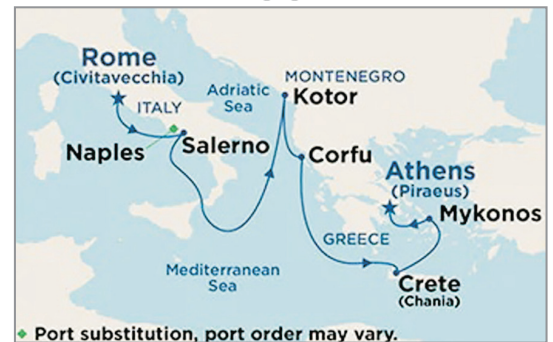 Rome
(Civitavecchia)
ITALY
Adriatic
Sea
MONTENEGRO
Kotor
Naples
Salerno
Corfu
Athens
(Piraeus)
Mykonos
GREECE
Mediterranean
Sea
Crete
(Chania)
Port substitution, port order may vary.